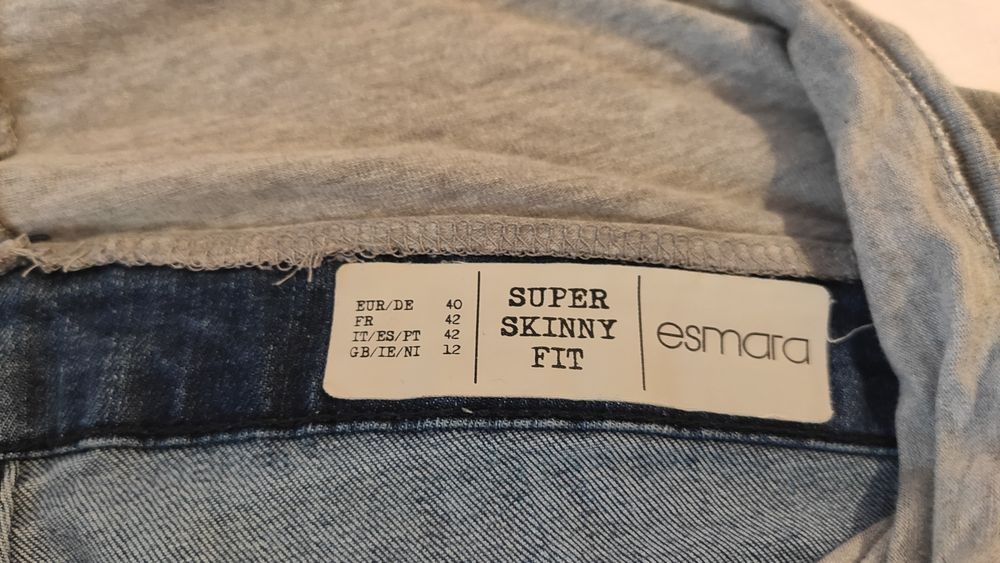 EUR/DE 40
FR 42
IT/ES/PT 42
GB/IE/NI 12
SUPER
SKINNY
FIT
esmara